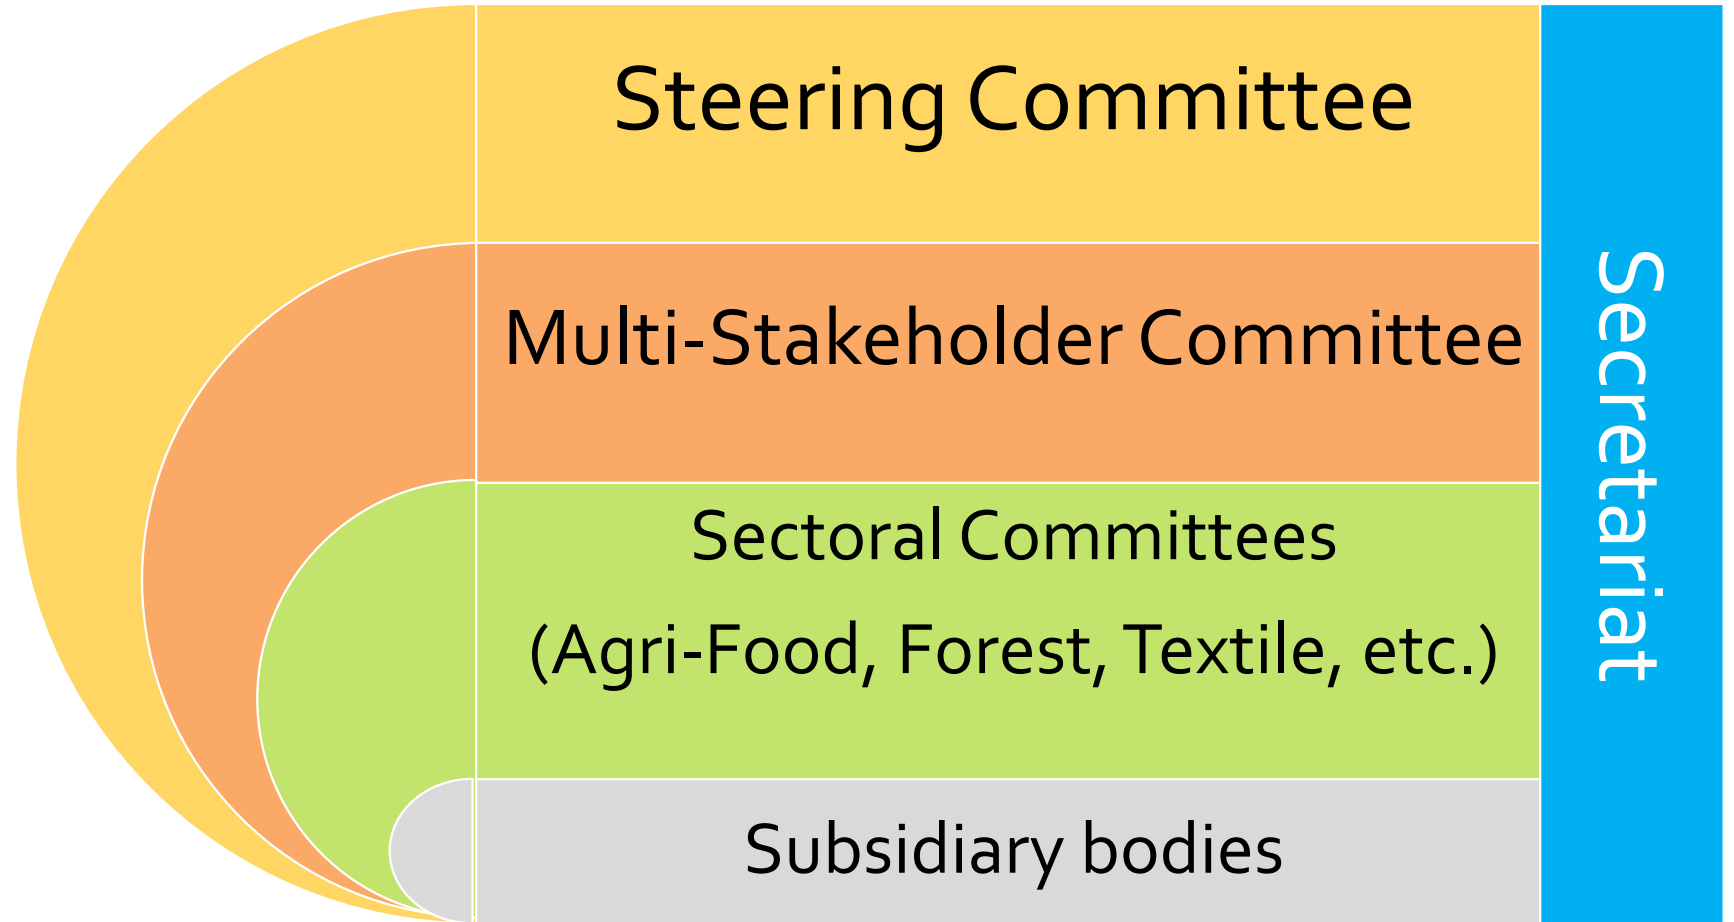 Steering Committee
Multi-Stakeholder Committee
Sectoral Committees
(Agri-Food, Forest, Textile, etc.)
Subsidiary bodies
Secretariat